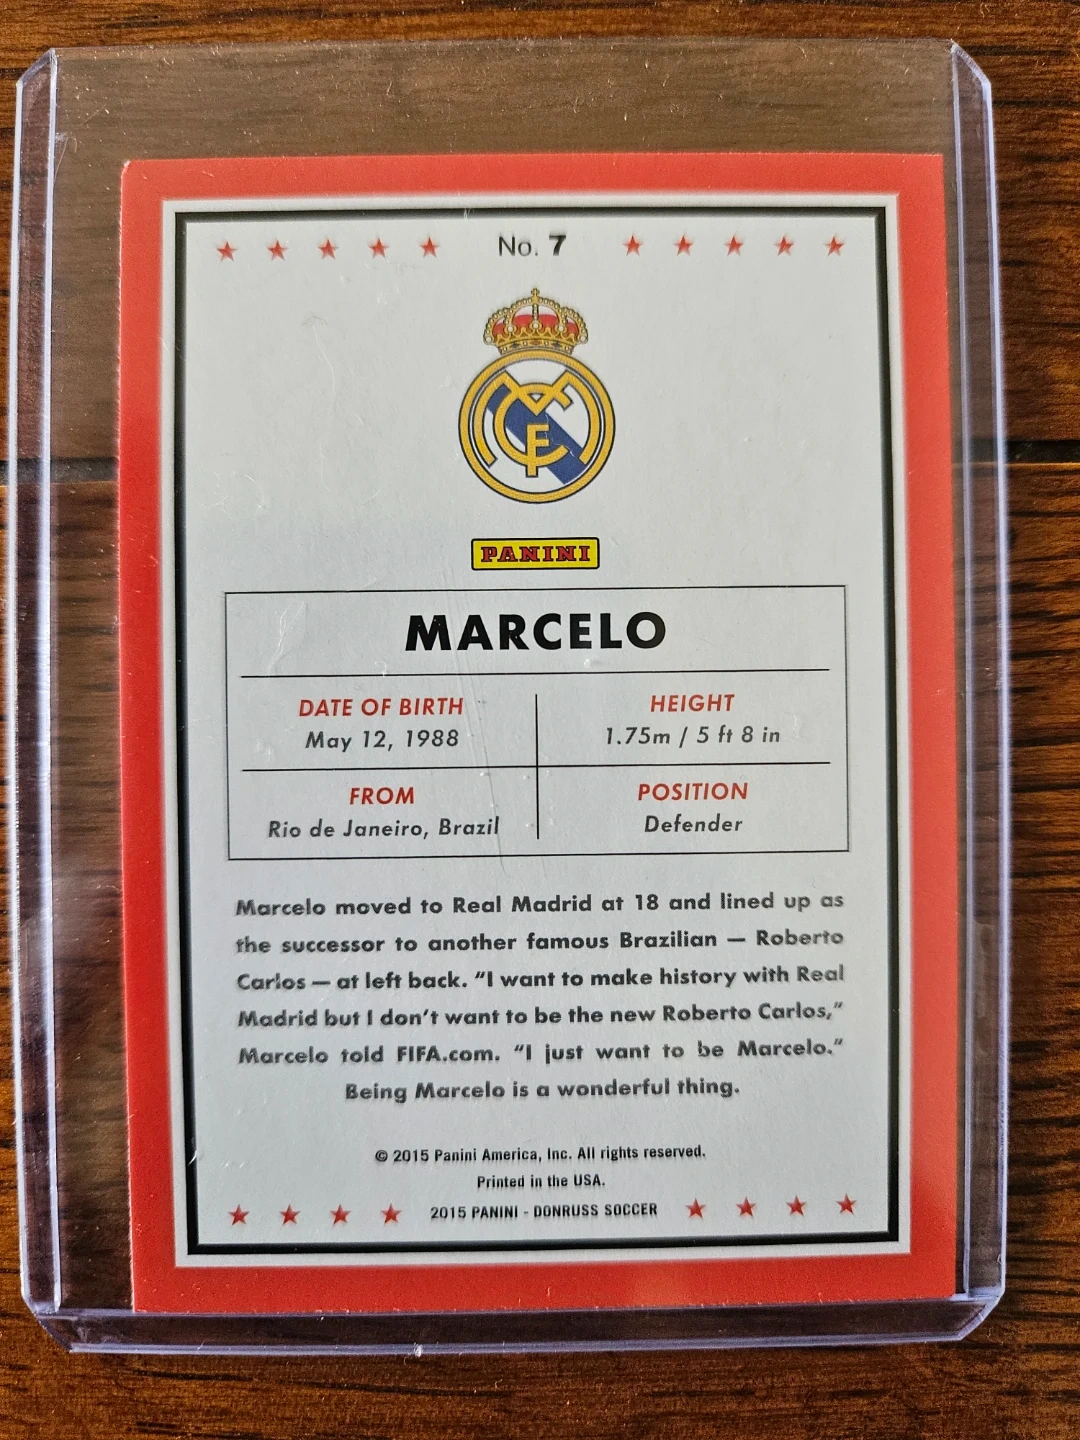 No. 7
PANINI
MARCELO
DATE OF BIRTH
May 12, 1988
HEIGHT
1.75m / 5 ft 8 in
FROM
Rio de Janeiro, Brazil
POSITION
Defender
Marcelo moved to Real Madrid at 18 and lined up as
the successor to another famous Brazilian — Roberto
Carlos — at left back. “I want to make history with Real
Madrid but I don’t want to be the new Roberto Carlos,”
Marcelo told FIFA.com. “I just want to be Marcelo.”
Being Marcelo is a wonderful thing.
© 2015 Panini America, Inc. All rights reserved.
Printed in the USA.
2015 PANINI - DONRUSS SOCCER